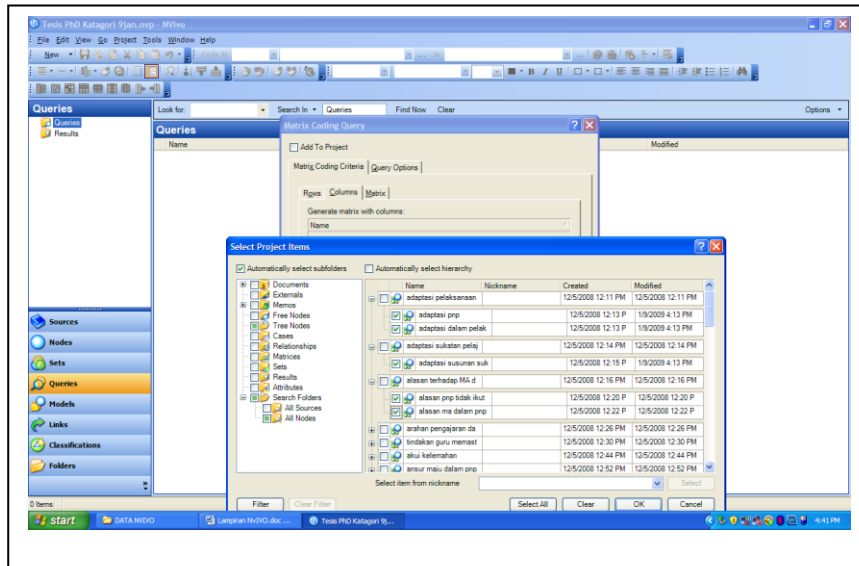 Tesis PhD Katagori 9jan.nvp - NVivo
File Edit View Go Project Tools Window Help
New Code At
Queries
Look for: Search In Queries Find Now Clear Options
Queries
Results
Queries
Name Modified
Matrix Coding Query
Add To Project
Matrix Coding Criteria Query Options
Rows Columns Matrix
Generate matrix with columns:
Name
Select Project Items
Automatically select subfolders Automatically select hierarchy
Documents
Externals
Memos
Free Nodes
Tree Nodes
Cases
Relationships
Matrices
Sets
Results
Attributes
Search Folders
All Sources
All Nodes
Name Nickname Created Modified
adaptasi pelaksanaan 12/5/2008 12:11 PM 12/5/2008 12:11 PM
adaptasi pnp 12/5/2008 12:13 P 1/9/2009 4:13 PM
adaptasi dalam pelak 12/5/2008 12:13 P 1/9/2009 4:13 PM
adaptasi sukatan pelaj 12/5/2008 12:14 PM 12/5/2008 12:14 PM
adaptasi susunan suk 12/5/2008 12:15 P 1/9/2009 4:13 PM
alasan terhadap MA d 12/5/2008 12:16 PM 12/5/2008 12:16 PM
alasan pnp tidak ikut 12/5/2008 12:20 P 12/5/2008 12:20 P
alasan ma dalam pnp 12/5/2008 12:22 P 12/5/2008 12:22 P
arahan pengajaran da 12/5/2008 12:26 PM 12/5/2008 12:26 PM
tindakan guru memast 12/5/2008 12:30 PM 12/5/2008 12:30 PM
akui kelemahan 12/5/2008 12:44 PM 12/5/2008 12:44 PM
ansur maju dalam pnp 12/5/2008 12:52 PM 12/5/2008 12:52 PM
Select item from nickname Select
Filter Clear Filter Select All Clear OK Cancel
Sources
Nodes
Sets
Queries
Models
Links
Classifications
Folders
0 Items
start DATA NVIVO Lampiran NvIVO.doc ... Tesis PhD Katagori 9j... 4:41 PM